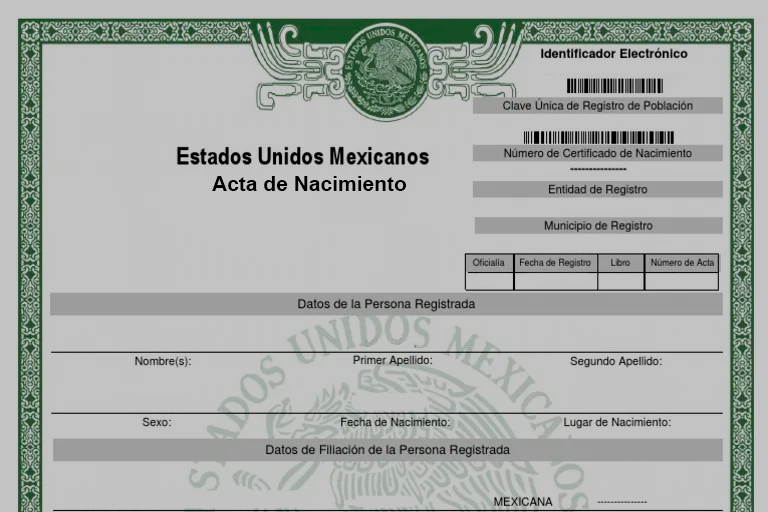 ESTADOS UNIDOS MEXICANOS
Identificador Electrónico
Clave Única de Registro de Población
Estados Unidos Mexicanos
Número de Certificado de Nacimiento
---------------
Acta de Nacimiento
Entidad de Registro
Municipio de Registro
Oficialía Fecha de Registro Libro Número de Acta
Datos de la Persona Registrada
ESTADOS UNIDOS MEXICANOS
Nombre(s): Primer Apellido: Segundo Apellido:
Sexo: Fecha de Nacimiento: Lugar de Nacimiento:
Datos de Filiación de la Persona Registrada
MEXICANA ---------------